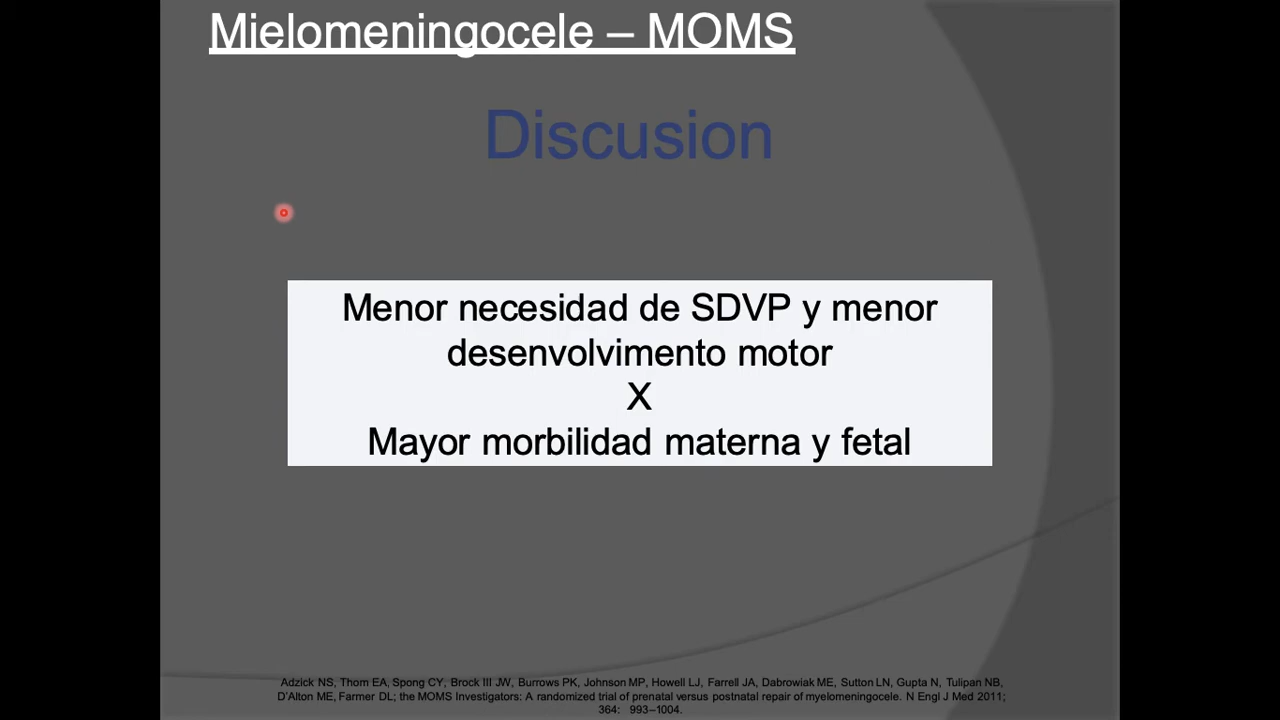 Mielomeningocele – MOMS
Discusion
Menor necesidad de SDVP y menor
desenvolvimento motor
X
Mayor morbilidad materna y fetal
Adzick NS, Thom EA, Spong CY, Brock III JW, Burrows PK, Johnson MP, Howell LJ, Farrell JA, Dabrowiak ME, Sutton LN, Gupta N, Tulipan NB,
D'Alton ME, Farmer DL; the MOMS Investigators: A randomized trial of prenatal versus postnatal repair of myelomeningocele. N Engl J Med 2011;
364: 993–1004.